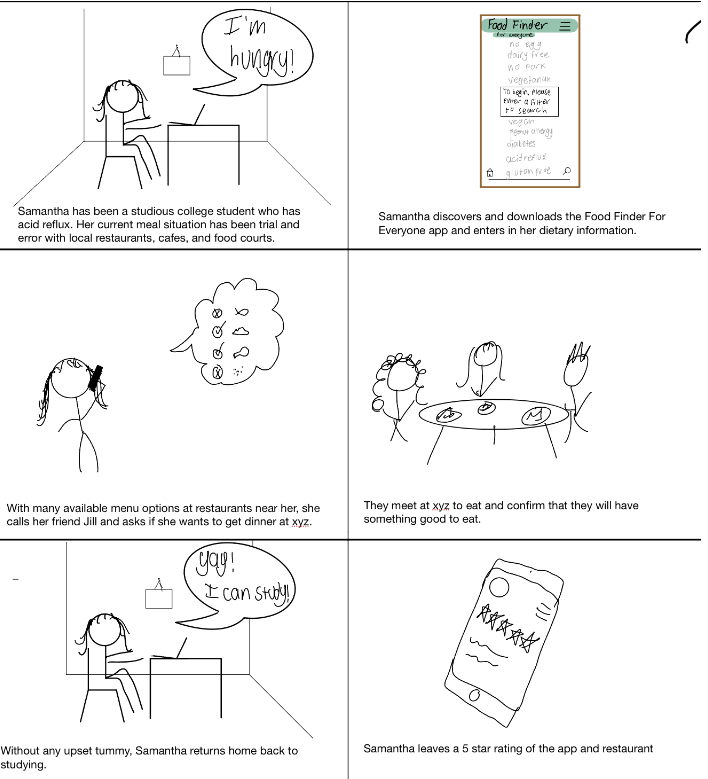 I'm
hungry!
Samantha has been a studious college student who has
acid reflux. Her current meal situation has been trial and
error with local restaurants, cafes, and food courts.
Food Finder
For everyone
no egg
dairy free
no pork
vegetarian
To begin, please
enter a filter
to search
vegan
peanut allergy
diabetes
acid reflux
gluton free
Samantha discovers and downloads the Food Finder For
Everyone app and enters in her dietary information.
With many available menu options at restaurants near her, she
calls her friend Jill and asks if she wants to get dinner at xyz.
They meet at xyz to eat and confirm that they will have
something good to eat.
yay!
I can study!
Without any upset tummy, Samantha returns home back to
studying.
Samantha leaves a 5 star rating of the app and restaurant